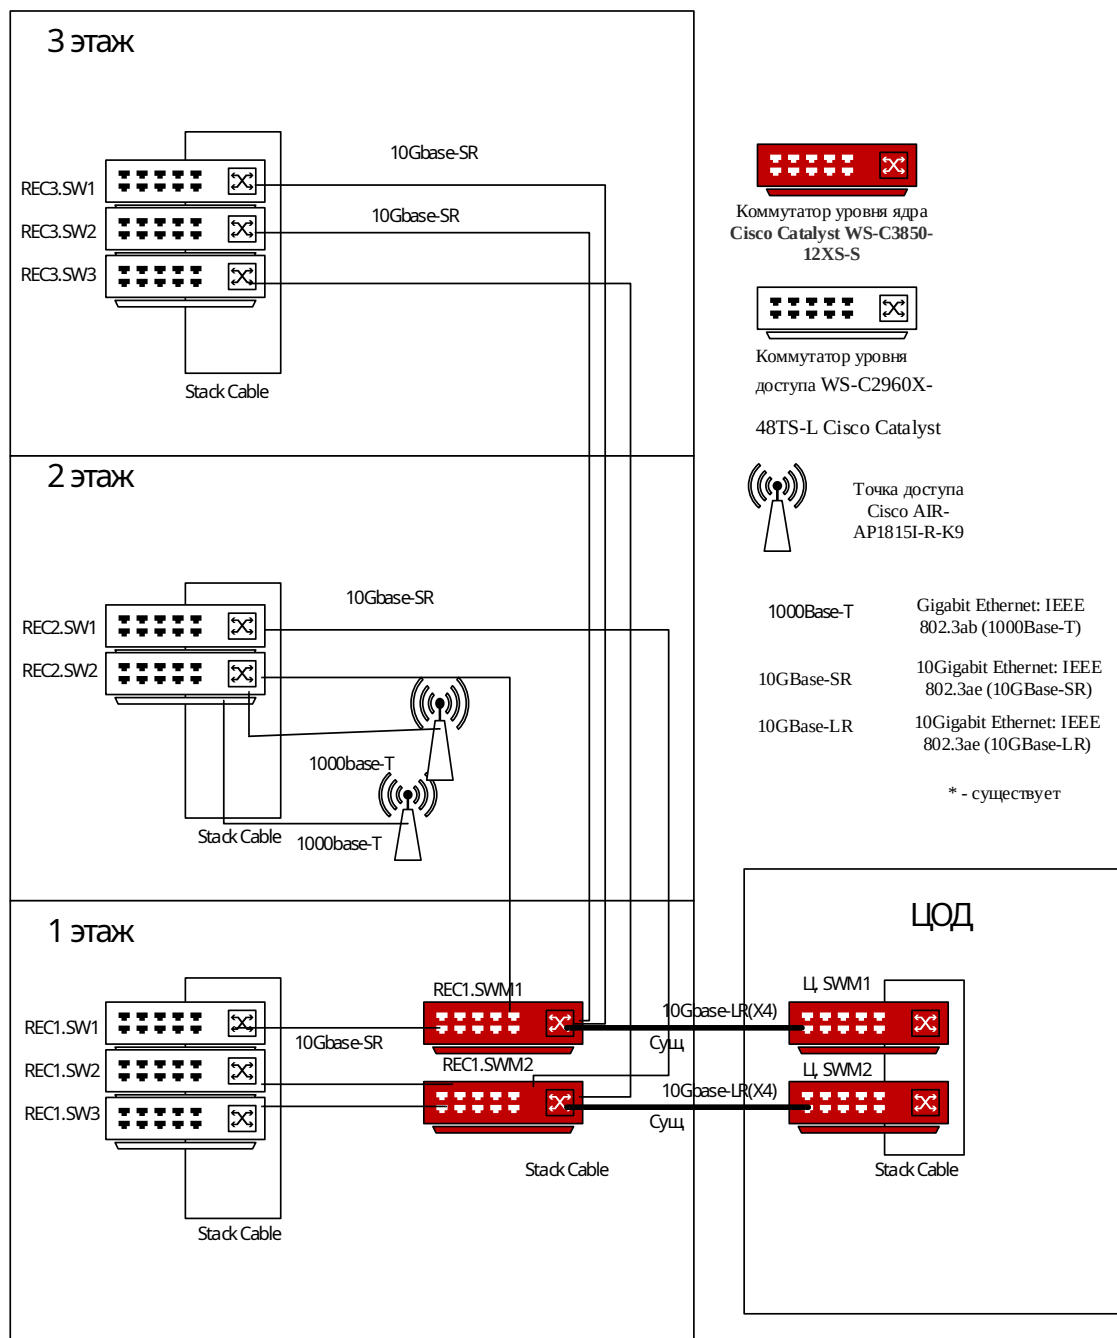 3 этаж
10Gbase-SR
REC3.SW1
10Gbase-SR
REC3.SW2
REC3.SW3
Stack Cable
2 этаж
10Gbase-SR
REC2.SW1
REC2.SW2
1000base-T
1000base-T
Stack Cable
1 этаж
REC1.SWM1
REC1.SW1
10Gbase-SR
REC1.SW2
REC1.SWM2
REC1.SW3
10Gbase-LR(X4)
Сущ
10Gbase-LR(X4)
Сущ
Stack Cable
Stack Cable
Коммутатор уровня ядра
Cisco Catalyst WS-C3850-
12XS-S
Коммутатор уровня
доступа WS-C2960X-
48TS-L Cisco Catalyst
Точка доступа
Cisco AIR-
AP1815I-R-K9
1000Base-T
Gigabit Ethernet: IEEE
802.3ab (1000Base-T)
10GBase-SR
10Gigabit Ethernet: IEEE
802.3ae (10GBase-SR)
10GBase-LR
10Gigabit Ethernet: IEEE
802.3ae (10GBase-LR)
* - существует
ЦОД
Ц. SWM1
Ц. SWM2
Stack Cable